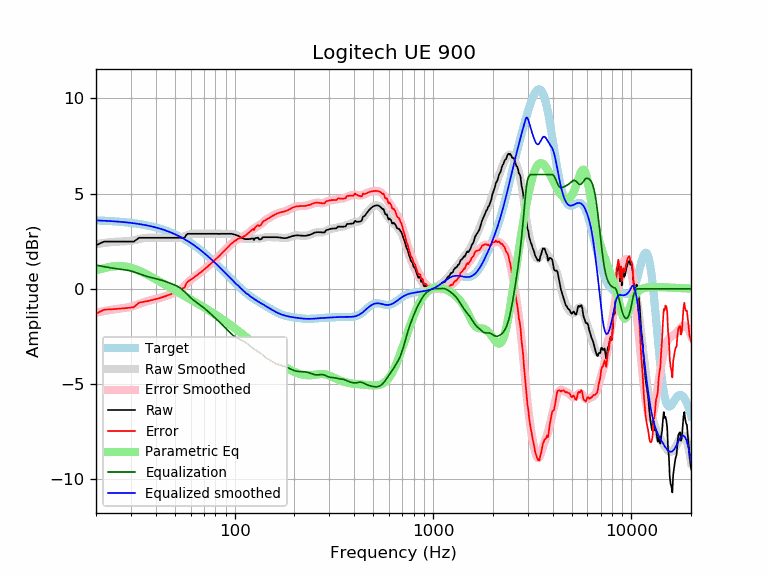 Logitech UE 900
Amplitude (dBr)
10
5
0
−5
−10
Target
Raw Smoothed
Error Smoothed
Raw
Error
Parametric Eq
Equalization
Equalized smoothed
100
1000
10000
Frequency (Hz)